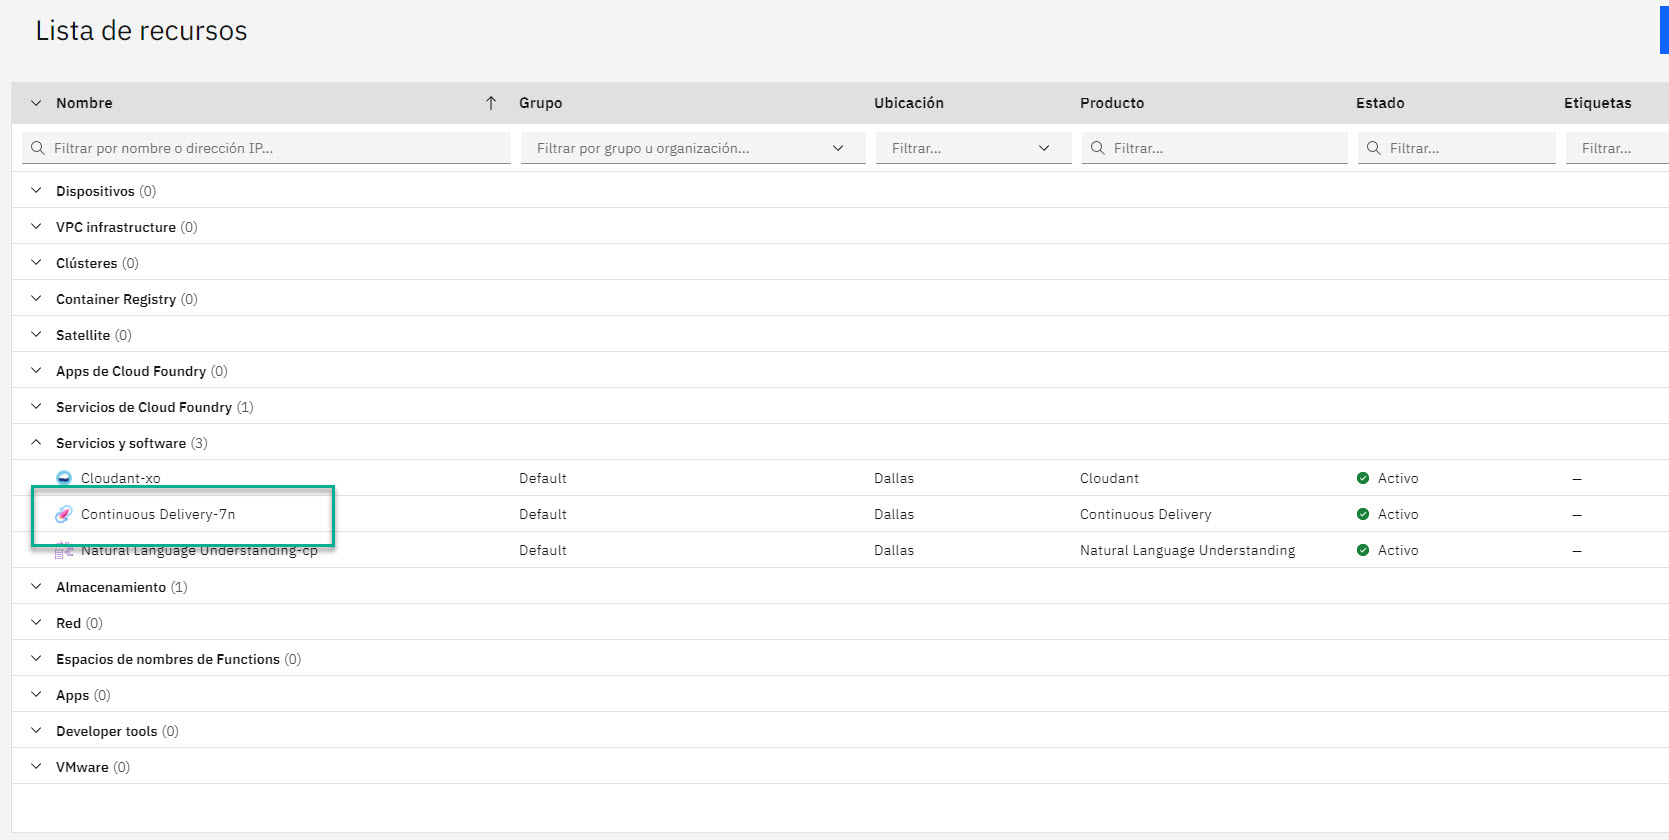 Lista de recursos
Nombre Grupo Ubicación Producto Estado Etiquetas
Filtrar por nombre o dirección IP... Filtrar por grupo u organización... Filtrar... Filtrar... Filtrar... Filtrar...
Dispositivos (0)
VPC infrastructure (0)
Clústeres (0)
Container Registry (0)
Satellite (0)
Apps de Cloud Foundry (0)
Servicios de Cloud Foundry (1)
Servicios y software (3)
Cloudant-xo Default Dallas Cloudant Activo –
Continuous Delivery-7n Default Dallas Continuous Delivery Activo –
Natural Language Understanding-cp Default Dallas Natural Language Understanding Activo –
Almacenamiento (1)
Red (0)
Espacios de nombres de Functions (0)
Apps (0)
Developer tools (0)
VMware (0)